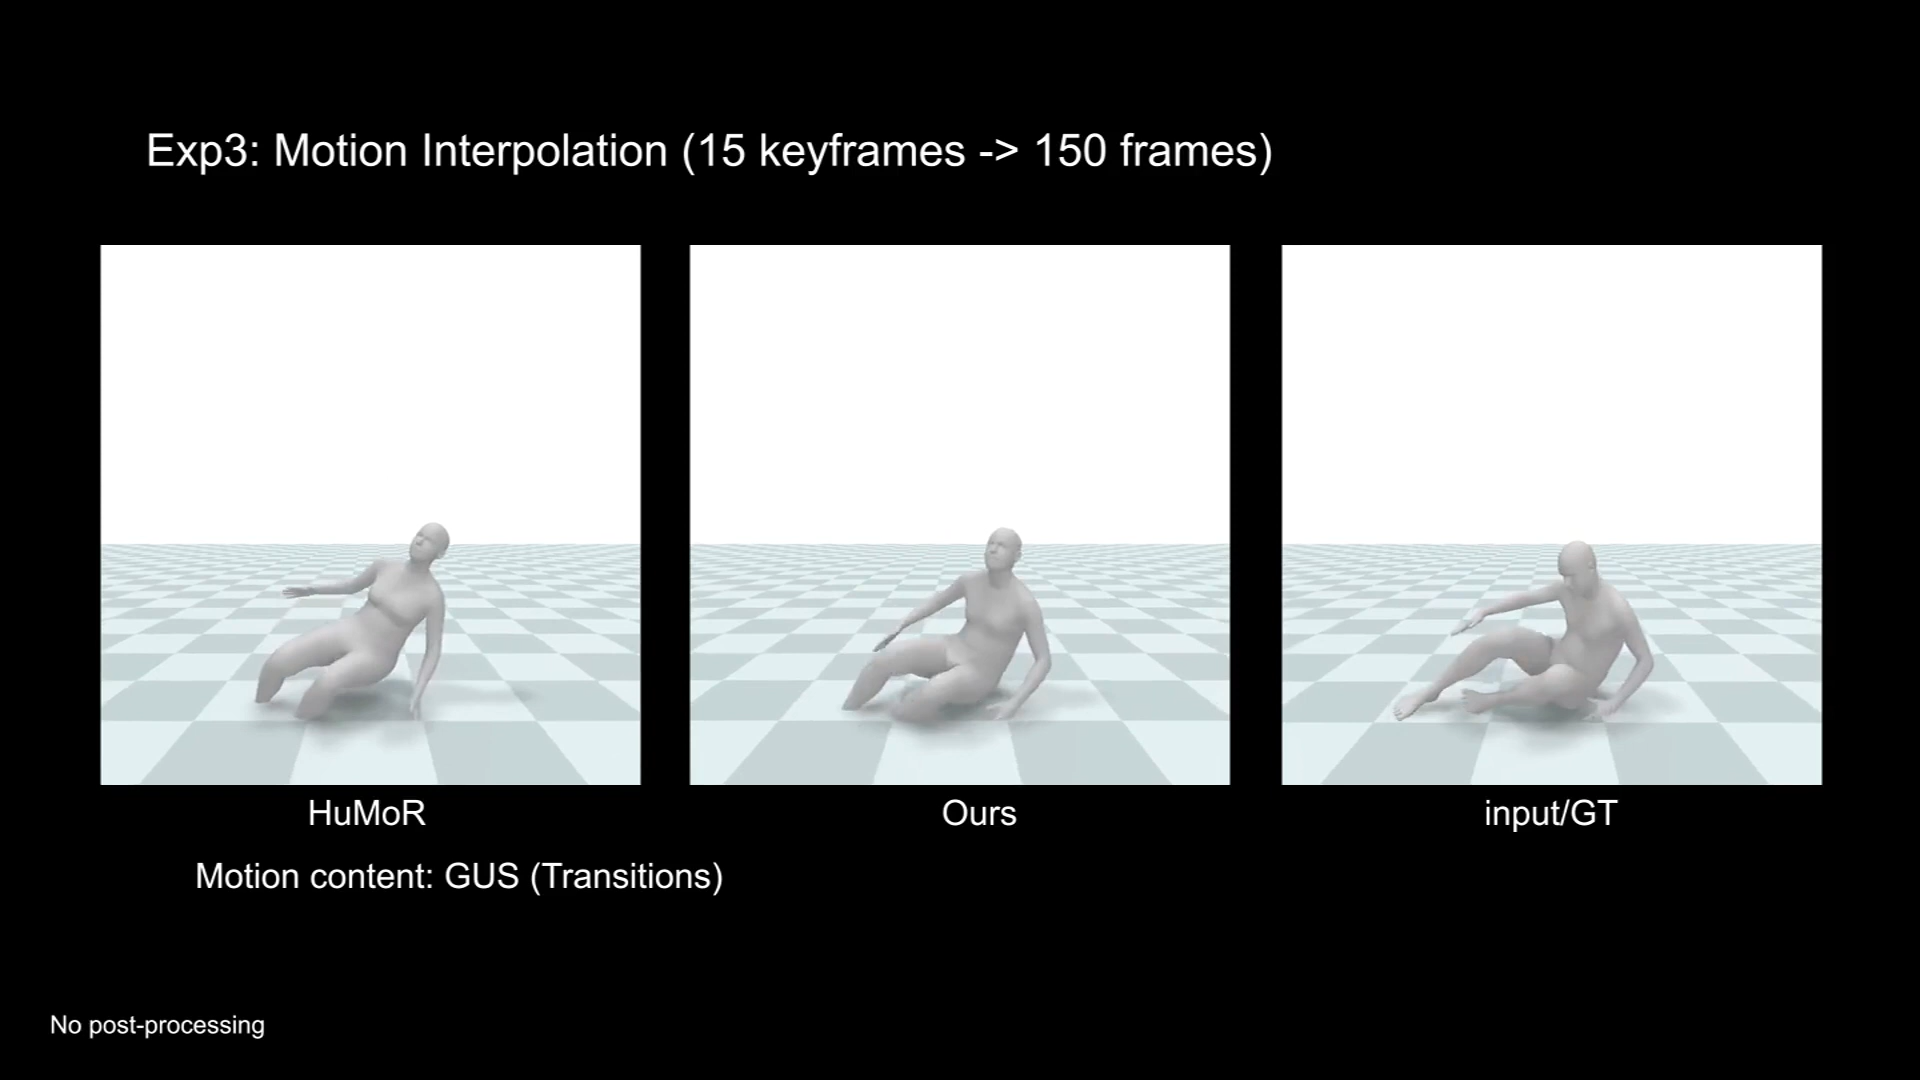 Exp3: Motion Interpolation (15 keyframes -> 150 frames)
HuMoR
Ours
input/GT
Motion content: GUS (Transitions)
No post-processing